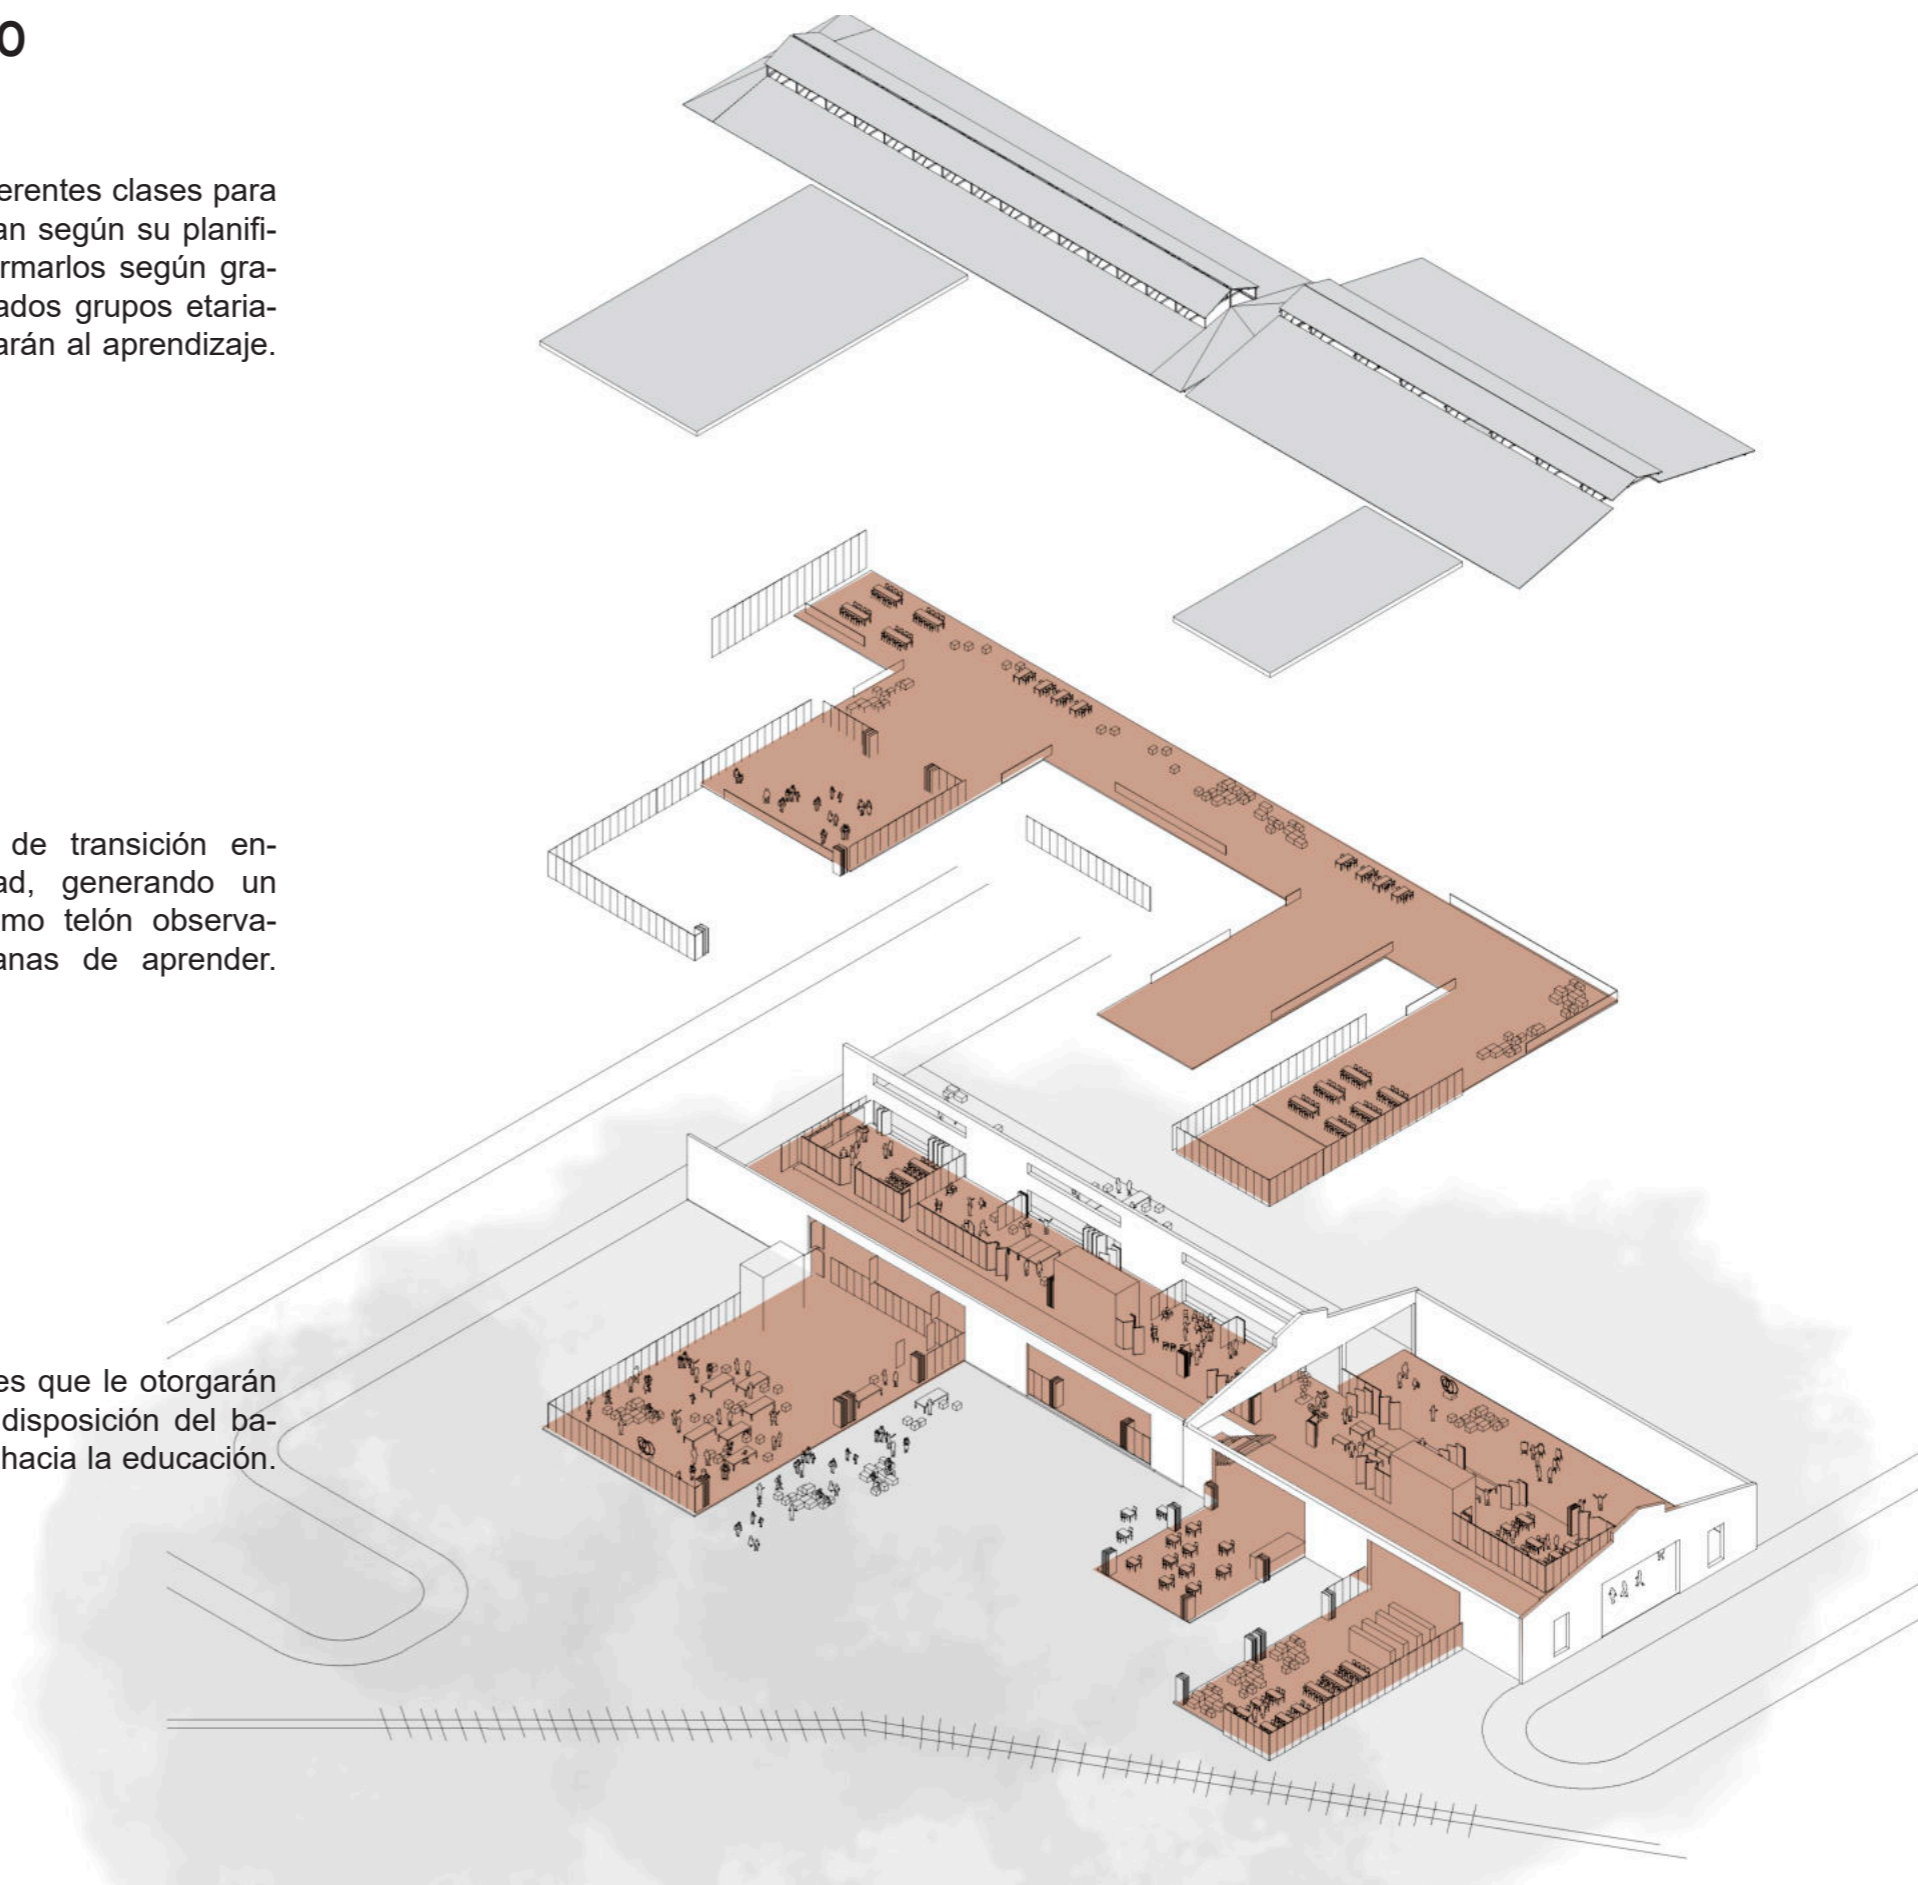 o
erentes clases para
an según su planifi-
rmarlos según gra-
ados grupos etaria-
arán al aprendizaje.
de transición en-
ad, generando un
mo telón observa-
anas de aprender.
es que le otorgarán
disposición del ba-
hacia la educación.